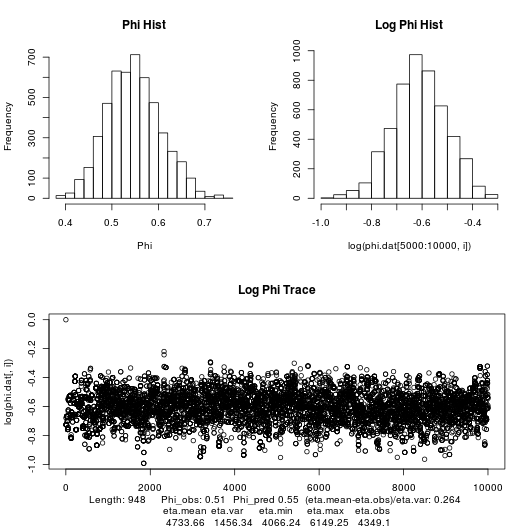 Phi Hist
Log Phi Hist
Frequency
0 100 300 500 700
0.4 0.5 0.6 0.7
Phi
Frequency
0 200 600 1000
-1.0 -0.8 -0.6 -0.4
log(phi.dat[5000:10000, i])
Log Phi Trace
log(phi.dat[, i])
-1.0 -0.8 -0.6 -0.4 -0.2 0.0
0 2000 4000 6000 8000 10000
Length: 948 Phi_obs: 0.51 Phi_pred 0.55 (eta.mean-eta.obs)/eta.var: 0.264
eta.mean eta.var eta.min eta.max eta.obs
4733.66 1456.34 4066.24 6149.25 4349.1